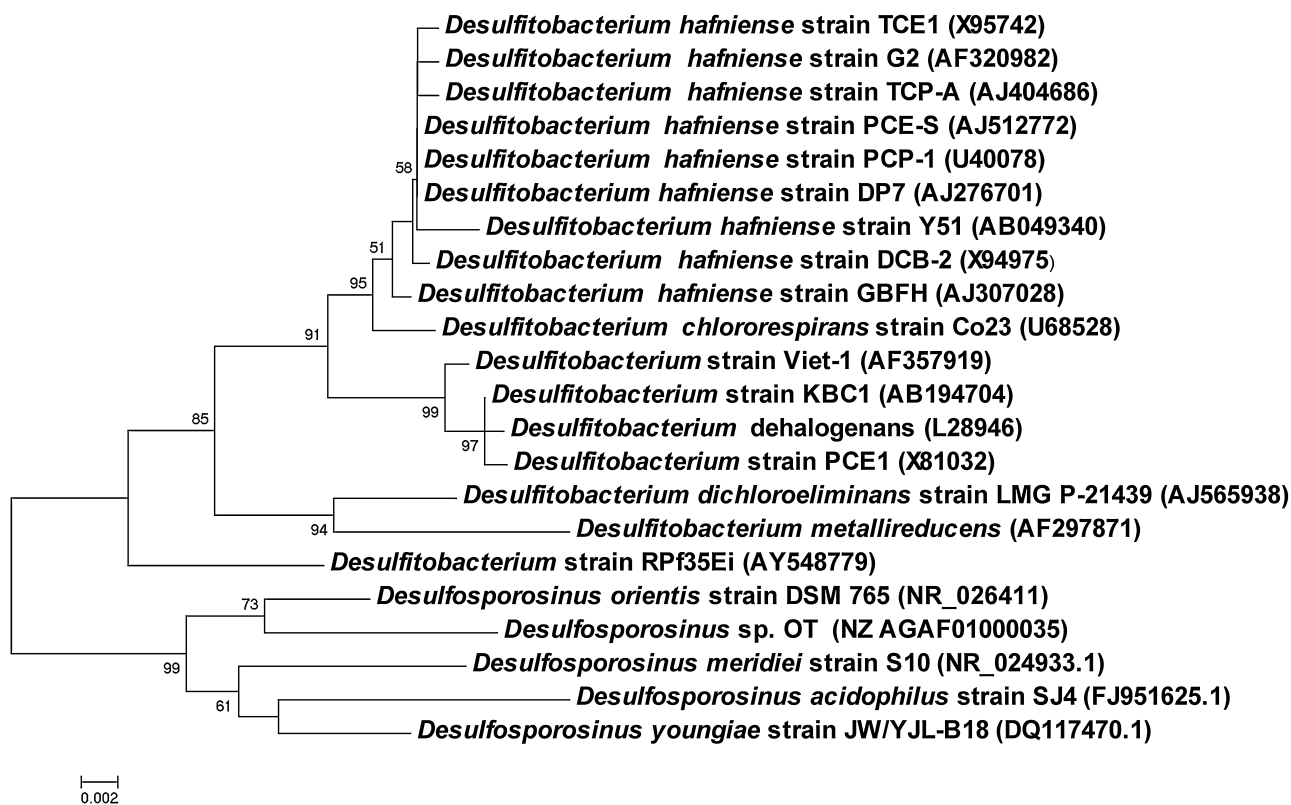 Desulfitobacterium hafniense strain TCE1 (X95742)
Desulfitobacterium hafniense strain G2 (AF320982)
Desulfitobacterium hafniense strain TCP-A (AJ404686)
Desulfitobacterium hafniense strain PCE-S (AJ512772)
58
Desulfitobacterium hafniense strain PCP-1 (U40078)
Desulfitobacterium hafniense strain DP7 (AJ276701)
Desulfitobacterium hafniense strain Y51 (AB049340)
51
Desulfitobacterium hafniense strain DCB-2 (X94975)
95
Desulfitobacterium hafniense strain GBFH (AJ307028)
91
Desulfitobacterium chlororespirans strain Co23 (U68528)
Desulfitobacterium strain Viet-1 (AF357919)
Desulfitobacterium strain KBC1 (AB194704)
99
85
Desulfitobacterium dehalogenans (L28946)
97
Desulfitobacterium strain PCE1 (X81032)
Desulfitobacterium dichloroeliminans strain LMG P-21439 (AJ565938)
94
Desulfitobacterium metallireducens (AF297871)
Desulfitobacterium strain RPf35Ei (AY548779)
73
Desulfosporosinus orientis strain DSM 765 (NR_026411)
Desulfosporosinus sp. OT (NZ AGAF01000035)
99
Desulfosporosinus meridiei strain S10 (NR_024933.1)
61
Desulfosporosinus acidophilus strain SJ4 (FJ951625.1)
Desulfosporosinus youngiae strain JW/YJL-B18 (DQ117470.1)
0.002